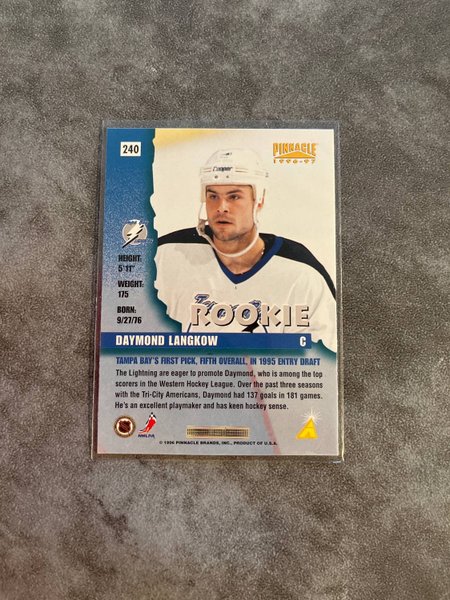 240
PINNACLE
1996-97
Cooper
HEIGHT:
5'11"
WEIGHT:
175
BORN:
9/27/76
ROOKIE
DAYMOND LANGKOW C
TAMPA BAY'S FIRST PICK, FIFTH OVERALL, IN 1995 ENTRY DRAFT
The Lightning are eager to promote Daymond, who is among the top
scorers in the Western Hockey League. Over the past three seasons
with the Tri-City Americans, Daymond had 137 goals in 181 games.
He's an excellent playmaker and has keen hockey sense.
NHLPA
© 1996 PINNACLE BRANDS, INC., PRODUCT OF U.S.A.